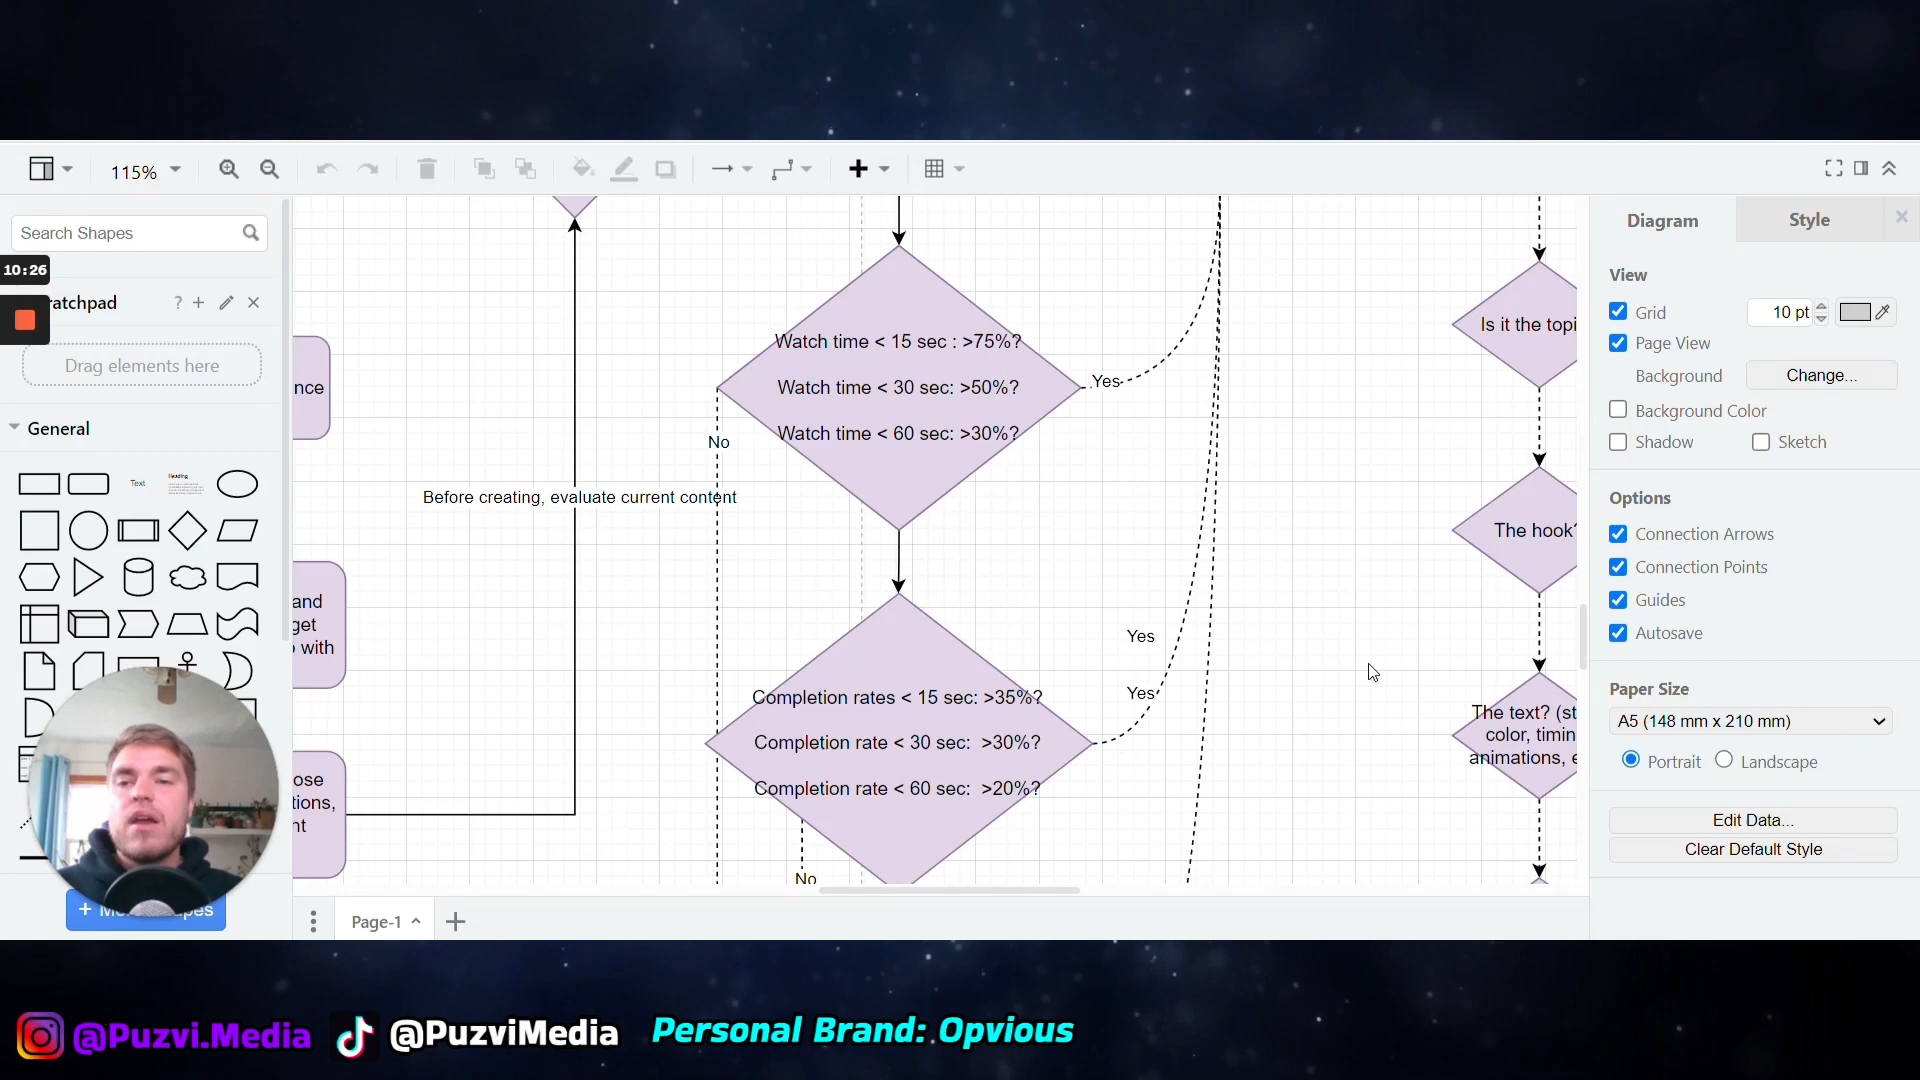 115%
Search Shapes
10:26
ratchpad
?
Drag elements here
General
Text
Heading
Page-1
nce
and
get
with
ose
tions,
nt
Before creating, evaluate current content
Watch time < 15 sec : >75%?
Watch time < 30 sec: >50%?
Watch time < 60 sec: >30%?
Yes
No
Completion rates < 15 sec: >35%?
Completion rate < 30 sec:  >30%?
Completion rate < 60 sec:  >20%?
Yes
Yes
No
Is it the topi
The hook?
The text? (st
color, timin
animations, e
Diagram
Style
View
Grid
10 pt
Page View
Background
Change...
Background Color
Shadow
Sketch
Options
Connection Arrows
Connection Points
Guides
Autosave
Paper Size
A5 (148 mm x 210 mm)
Portrait
Landscape
Edit Data...
Clear Default Style
@Puzvi.Media
@PuzviMedia
Personal Brand: Opvious